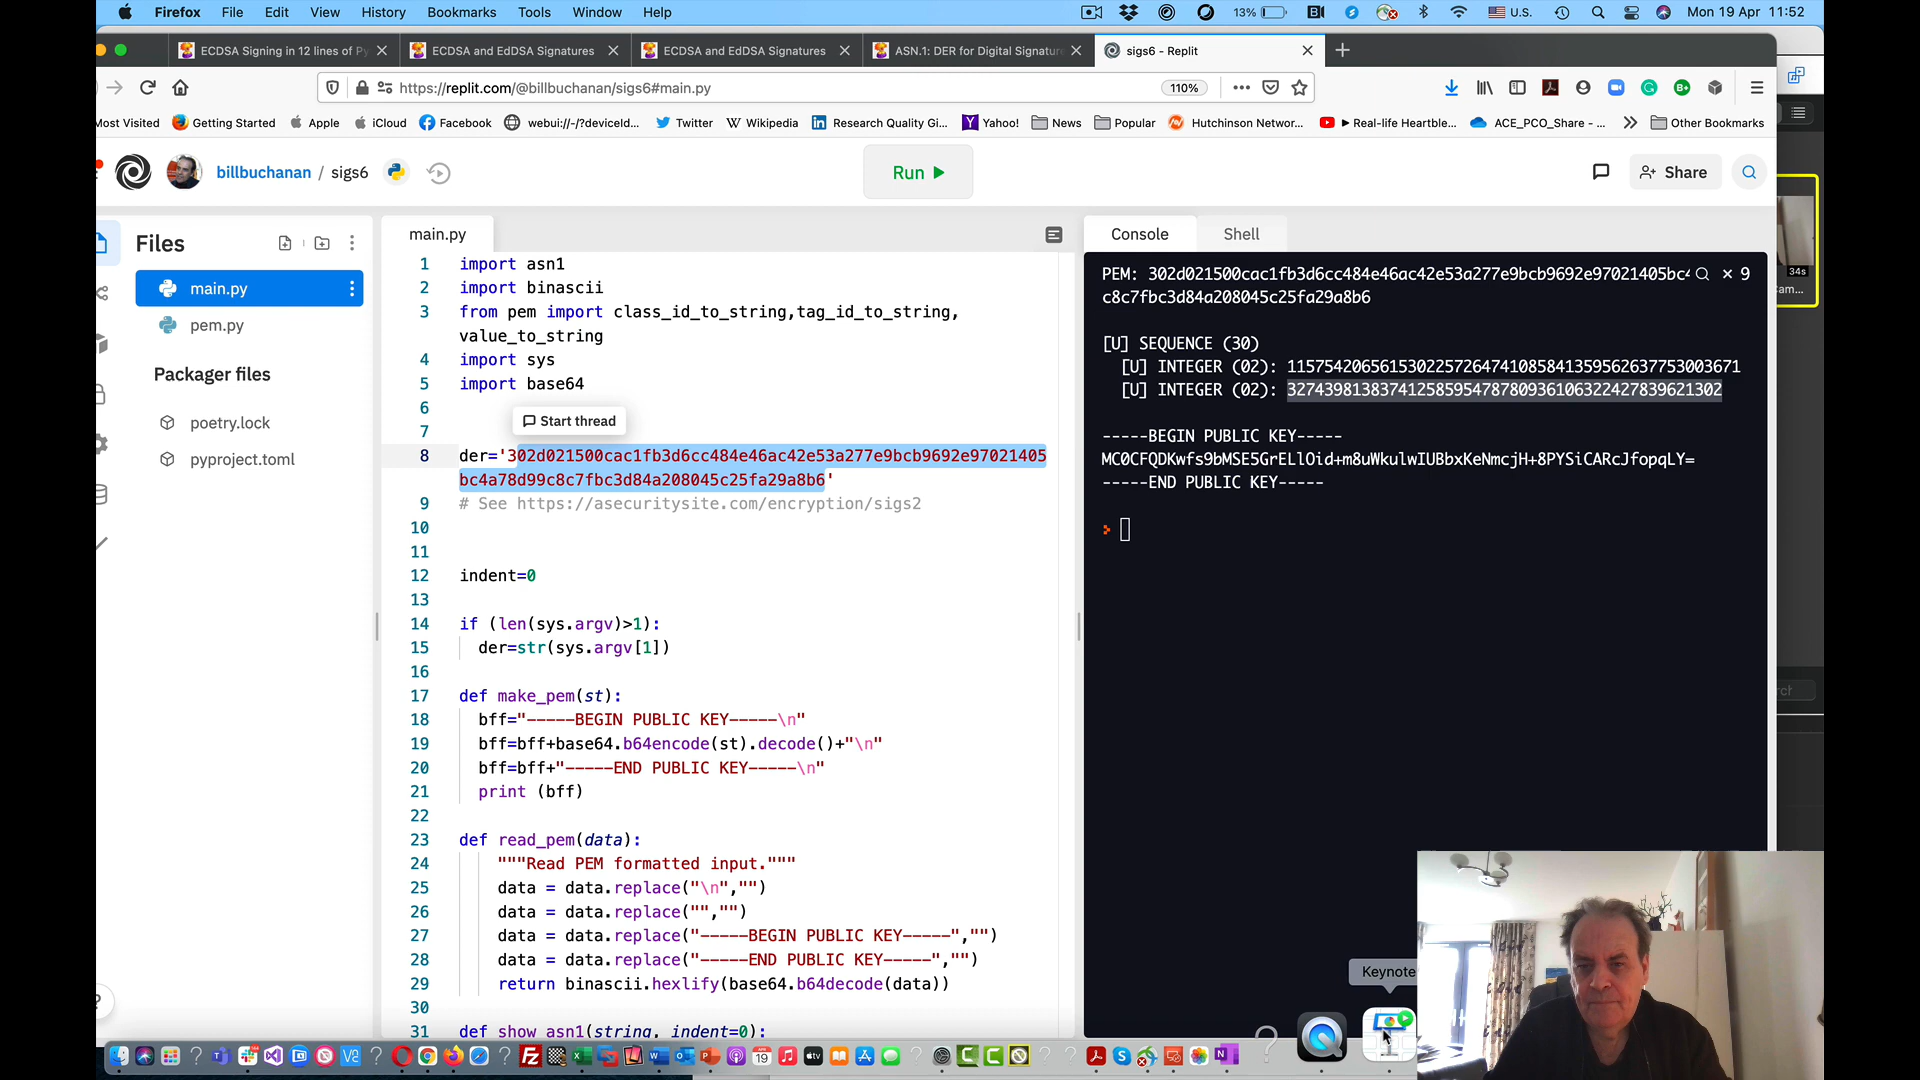 Firefox File Edit View History Bookmarks Tools Window Help 13% U.S. Mon 19 Apr 11:52
ECDSA Signing in 12 lines of Py ECDSA and EdDSA Signatures ECDSA and EdDSA Signatures ASN.1: DER for Digital Signature sigs6 - Replit
https://replit.com/@billbuchanan/sigs6#main.py 110%
Most Visited Getting Started Apple iCloud Facebook webui://-/?deviceId... Twitter Wikipedia Research Quality Gi... Yahoo! News Popular Hutchinson Networ... Real-life Heartble... ACE_PCO_Share - ... Other Bookmarks
billbuchanan / sigs6 Run Share
Files
main.py
pem.py
Packager files
poetry.lock
pyproject.toml
main.py
1 import asn1
2 import binascii
3 from pem import class_id_to_string,tag_id_to_string,
value_to_string
4 import sys
5 import base64
6
Start thread
7
8 der='302d021500cac1fb3d6cc484e46ac42e53a277e9bcb9692e97021405
bc4a78d99c8c7fbc3d84a208045c25fa29a8b6'
9 # See https://asecuritysite.com/encryption/sigs2
10
11
12 indent=0
13
14 if (len(sys.argv)>1):
15 der=str(sys.argv[1])
16
17 def make_pem(st):
18 bff="-----BEGIN PUBLIC KEY-----\n"
19 bff=bff+base64.b64encode(st).decode()+"\n"
20 bff=bff+"-----END PUBLIC KEY-----\n"
21 print (bff)
22
23 def read_pem(data):
24 """Read PEM formatted input."""
25 data = data.replace("\n","")
26 data = data.replace("","")
27 data = data.replace("-----BEGIN PUBLIC KEY-----","")
28 data = data.replace("-----END PUBLIC KEY-----","")
29 return binascii.hexlify(base64.b64decode(data))
30
31 def show_asn1(string, indent=0):
Console Shell
PEM: 302d021500cac1fb3d6cc484e46ac42e53a277e9bcb9692e97021405bc4 9
c8c7fbc3d84a208045c25fa29a8b6
[U] SEQUENCE (30)
[U] INTEGER (02): 1157542065615302257264741085841359562637753003671
[U] INTEGER (02): 32743981383741258595478780936106322427839621302
-----BEGIN PUBLIC KEY-----
MC0CFQDKwfs9bMSE5GrELlOid+m8uWkulwIUBbxKeNmcjH+8PYSiCARcJfopqLY=
-----END PUBLIC KEY-----
34s
Keynote